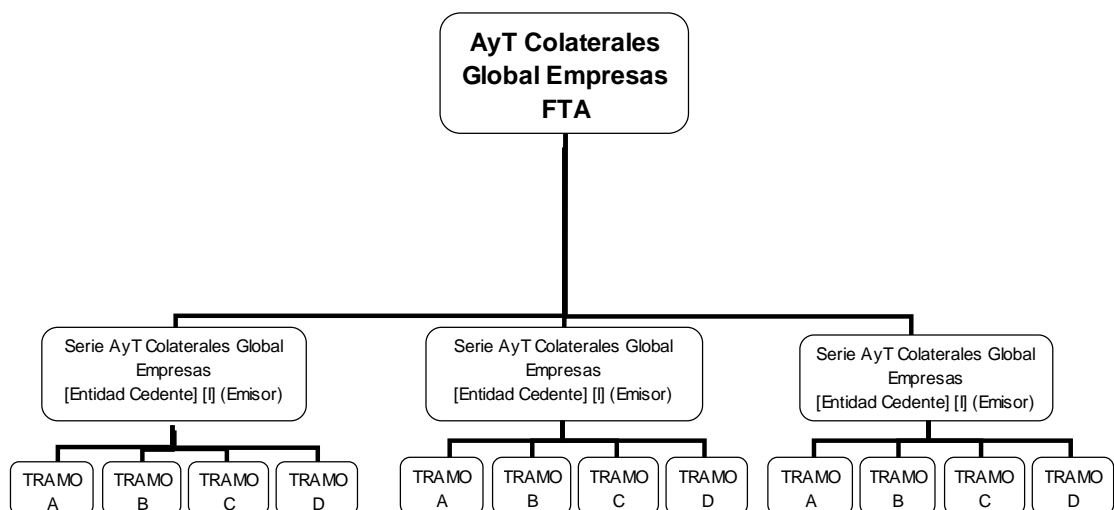 AyT Colaterales
Global Empresas
FTA
Serie AyT Colaterales Global
Empresas
[Entidad Cedente] [I] (Emisor)
Serie AyT Colaterales Global
Empresas
[Entidad Cedente] [I] (Emisor)
Serie AyT Colaterales Global
Empresas
[Entidad Cedente] [I] (Emisor)
TRAMO
A
TRAMO
B
TRAMO
C
TRAMO
D
TRAMO
A
TRAMO
B
TRAMO
C
TRAMO
D
TRAMO
A
TRAMO
B
TRAMO
C
TRAMO
D